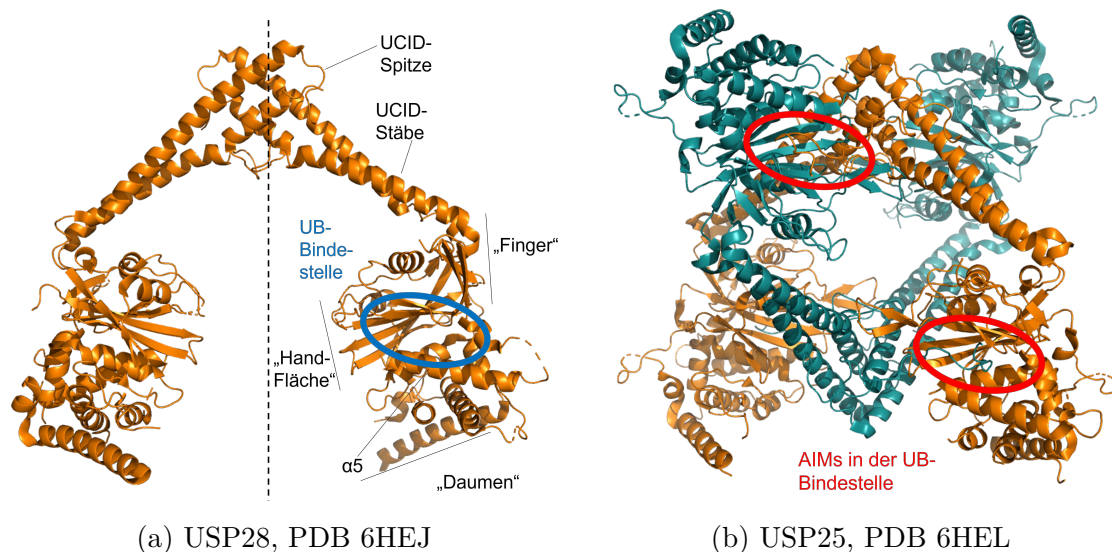 UCID-
Spitze
UCID-
Stäbe
UB-
Binde-
stelle
„Finger“
„Hand-
Fläche“
α5
„Daumen“
AIMs in der UB-
Bindestelle
(a) USP28, PDB 6HEJ
(b) USP25, PDB 6HEL